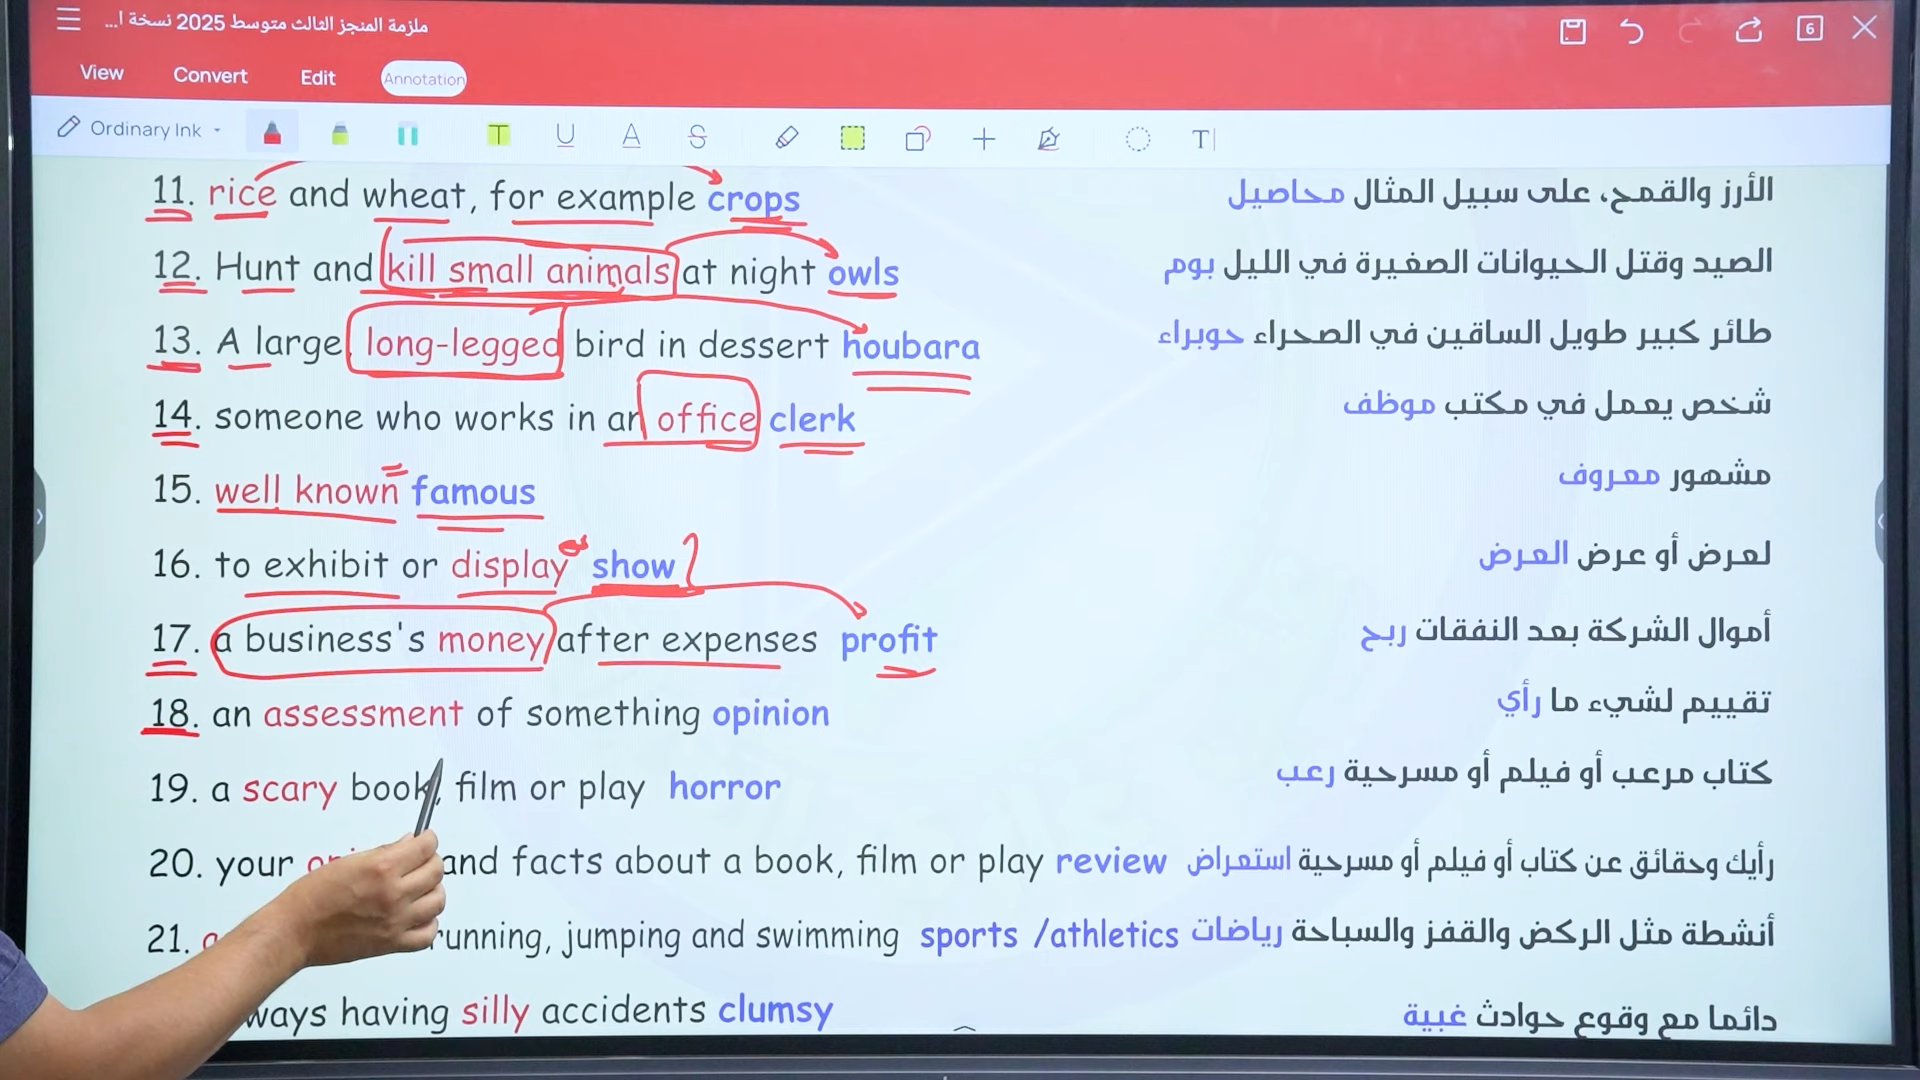 ملزمة المنجز الثالث متوسط 2025 نسخة ا...
6
View Convert Edit Annotation
Ordinary Ink
11. rice and wheat, for example crops الأرز والقمح، على سبيل المثال محاصيل
12. Hunt and kill small animals at night owls الصيد وقتل الحيوانات الصغيرة في الليل بوم
13. A large, long-legged bird in dessert houbara طائر كبير طويل الساقين في الصحراء حوبراء
14. someone who works in an office clerk شخص يعمل في مكتب موظف
15. well known famous مشهور معروف
16. to exhibit or display show لعرض أو عرض العرض
17. a business's money after expenses profit أموال الشركة بعد النفقات ربح
18. an assessment of something opinion تقييم لشيء ما رأي
19. a scary book, film or play horror كتاب مرعب أو فيلم أو مسرحية رعب
20. your and facts about a book, film or play review رأيك وحقائق عن كتاب أو فيلم أو مسرحية استعراض
21. running, jumping and swimming sports /athletics أنشطة مثل الركض والقفز والسباحة رياضات
having silly accidents clumsy دائما مع وقوع حوادث غبية